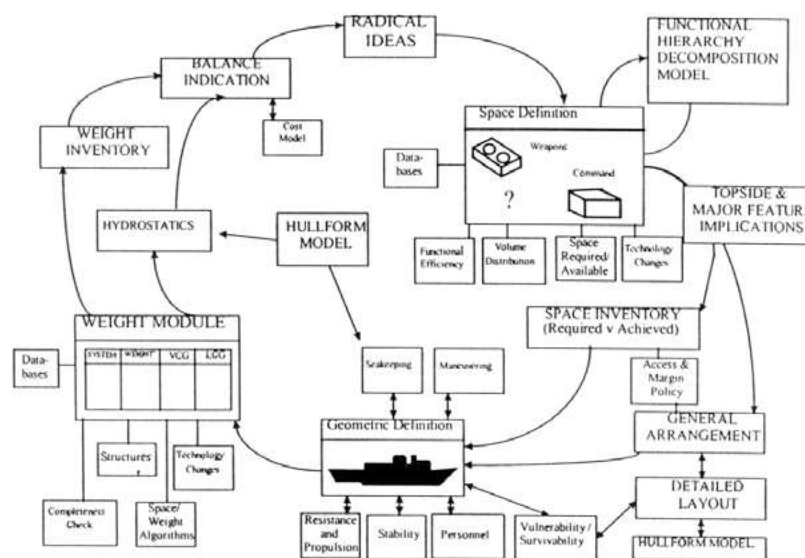 RADICAL
IDEAS
FUNCTIONAL
HIERARCHY
DECOMPOSITION
MODEL
BALANCE
INDICATION
Cost
Model
WEIGHT
INVENTORY
Space Definition
Weapons
Command
?
Data-
bases
TOPSIDE &
MAJOR FEATURE
IMPLICATIONS
HYDROSTATICS
HULLFORM
MODEL
Functional
Efficiency
Volume
Distribution
Space
Required/
Available
Technology
Changes
WEIGHT MODULE
SYSTEM WEIGHT VCG LCG
Data-
bases
SPACE INVENTORY
(Required v Achieved)
Seakeeping
Maneuvering
Access &
Margin
Policy
Geometric Definition
GENERAL
ARRANGEMENT
Structures
Technology
Changes
Completeness
Check
Space/
Weight
Algorithms
DETAILED
LAYOUT
Resistance
and
Propulsion
Stability
Personnel
Vulnerability/
Survivability
HULLFORM MODEL